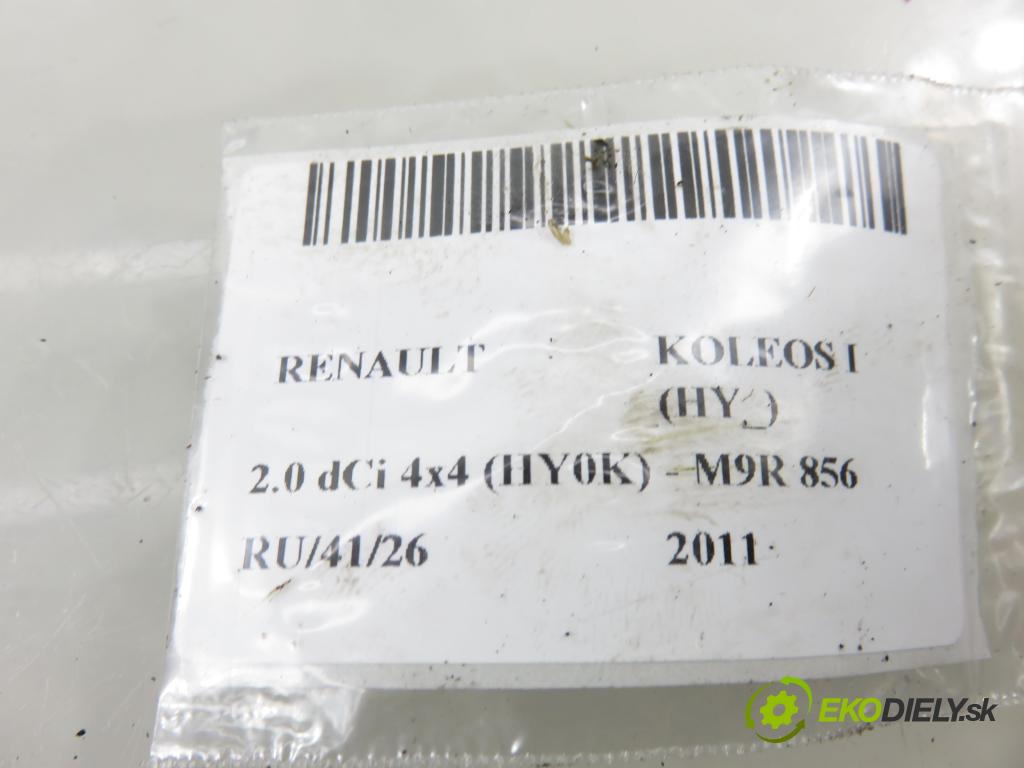 RENAULT KOLEOS I
(HY_)
2.0 dCi 4x4 (HY0K) - M9R 856
RU/41/26 2011
EKODIELY.sk